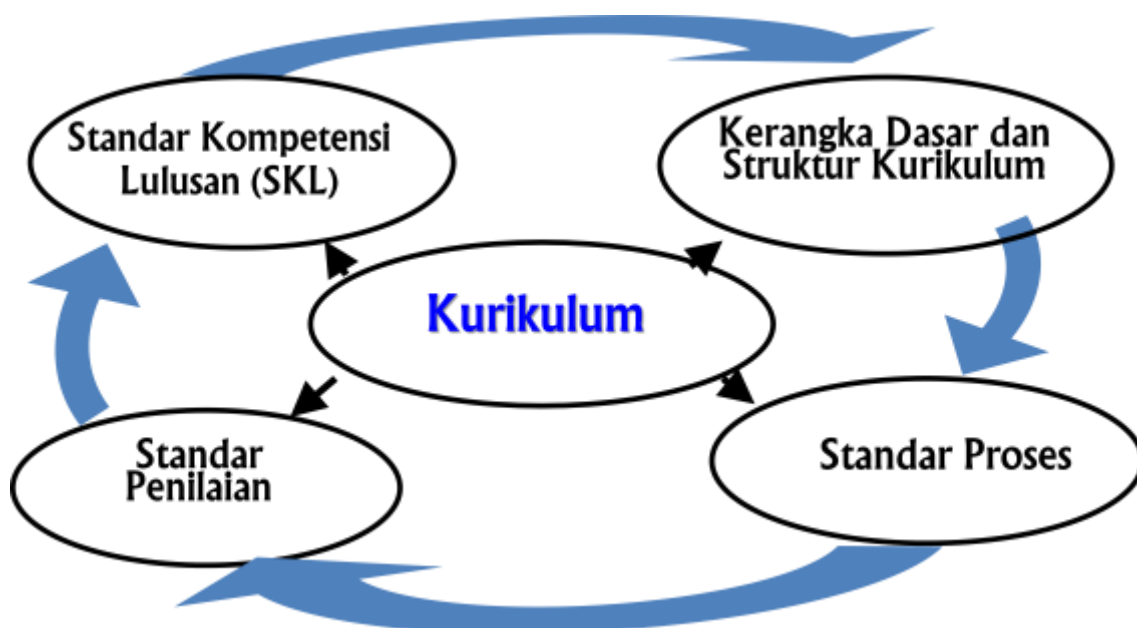 Standar Kompetensi
Lulusan (SKL)
Kerangka Dasar dan
Struktur Kurikulum
Kurikulum
Standar
Penilaian
Standar Proses